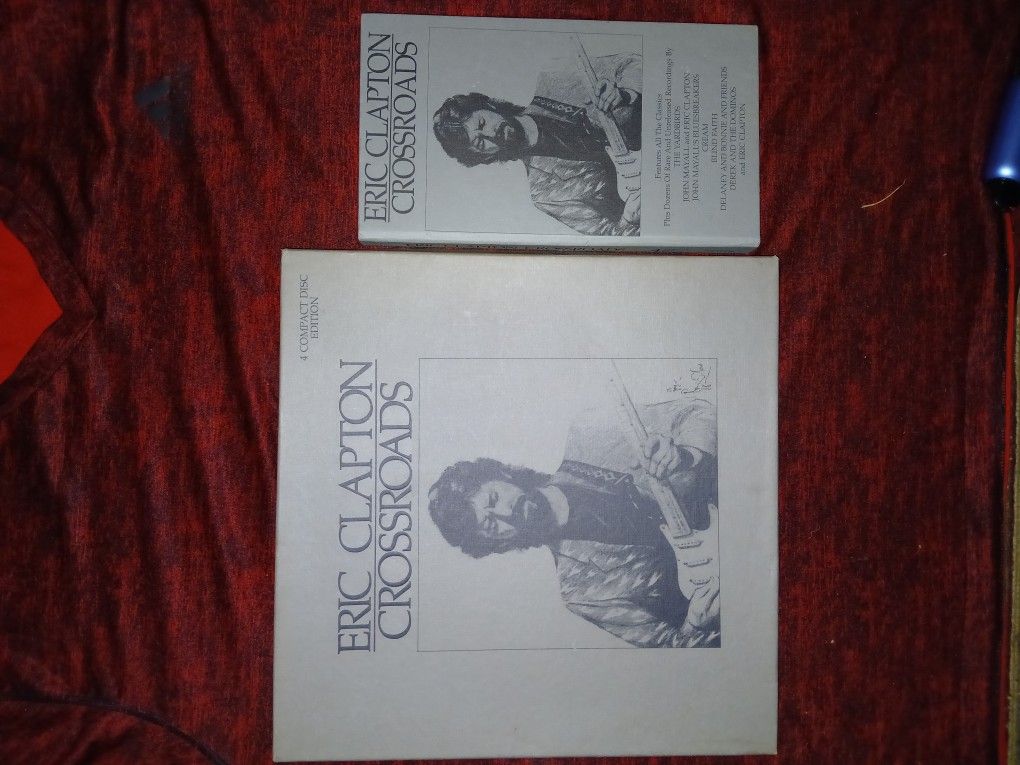 ERIC CLAPTON
CROSSROADS
Features All The Classics
Plus Dozens Of Rare And Unreleased Recordings By
THE YARDBIRDS
JOHN MAYALL and ERIC CLAPTON
JOHN MAYALL'S BLUESBREAKERS
CREAM
BLIND FAITH
DELANEY AND BONNIE AND FRIENDS
DEREK AND THE DOMINOS
and ERIC CLAPTON
4 COMPACT DISC
EDITION
ERIC CLAPTON
CROSSROADS